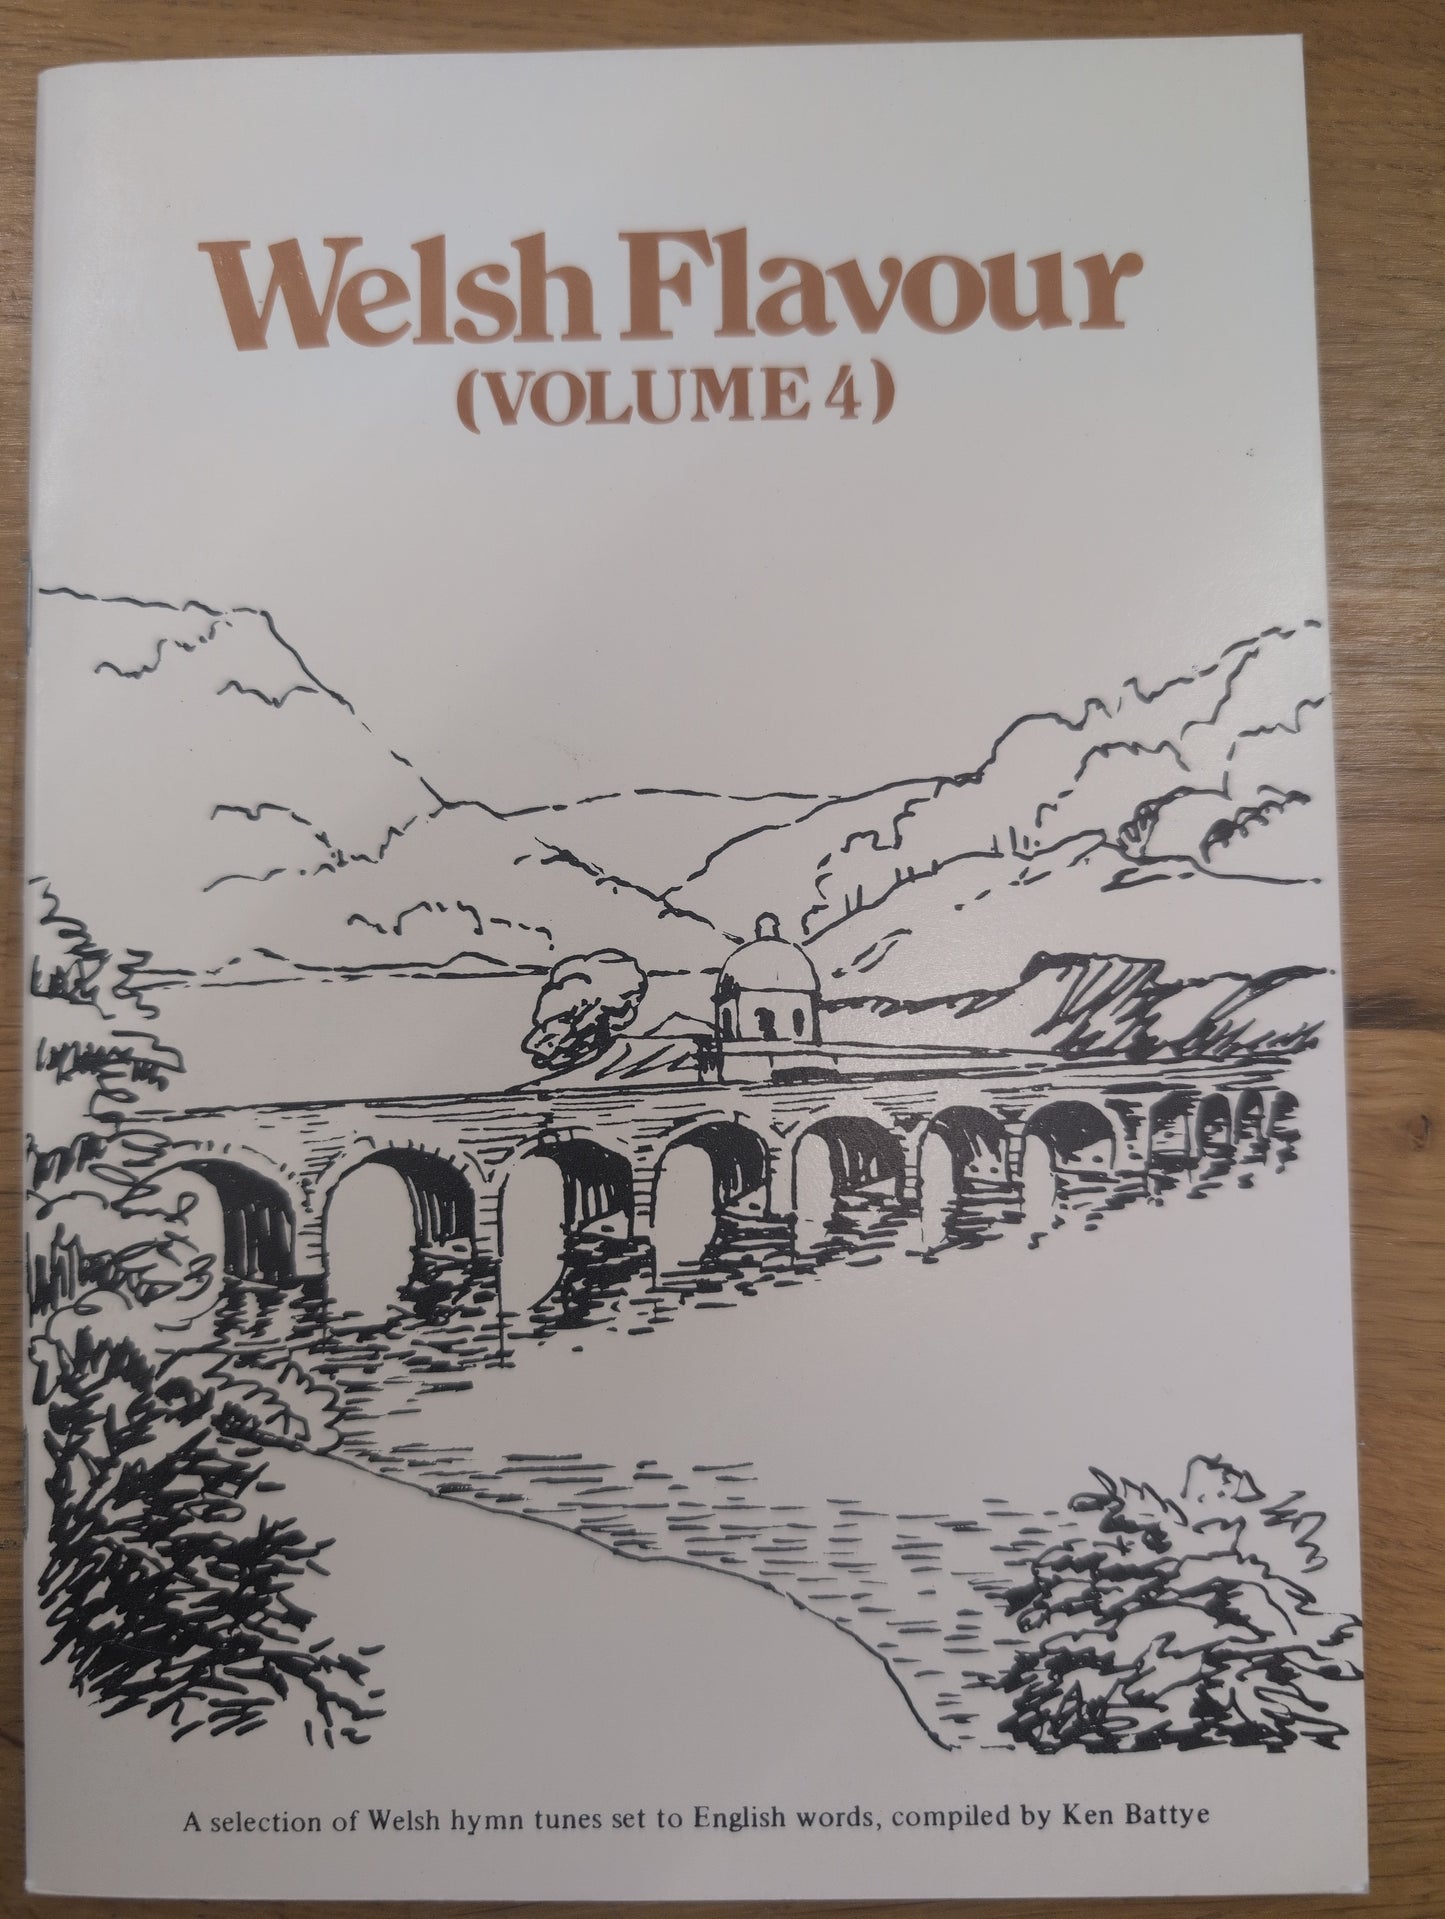 Welsh Flavour
(VOLUME 4)
A selection of Welsh hymn tunes set to English words, compiled by Ken Battye